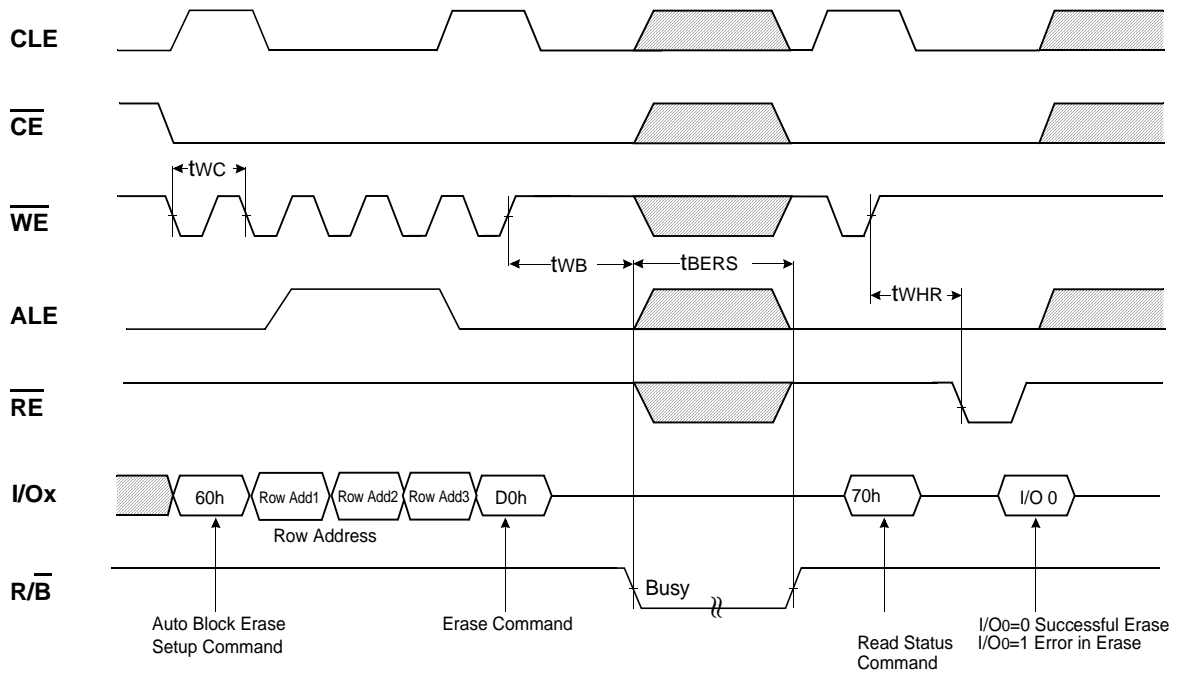 CLE
CE
tWC
WE
tWB
tBERS
tWHR
ALE
RE
I/Ox
60h
Row Add1
Row Add2
Row Add3
D0h
70h
I/O 0
Row Address
R/B
Busy
Auto Block Erase
Setup Command
Erase Command
Read Status
Command
I/O0=0 Successful Erase
I/O0=1 Error in Erase